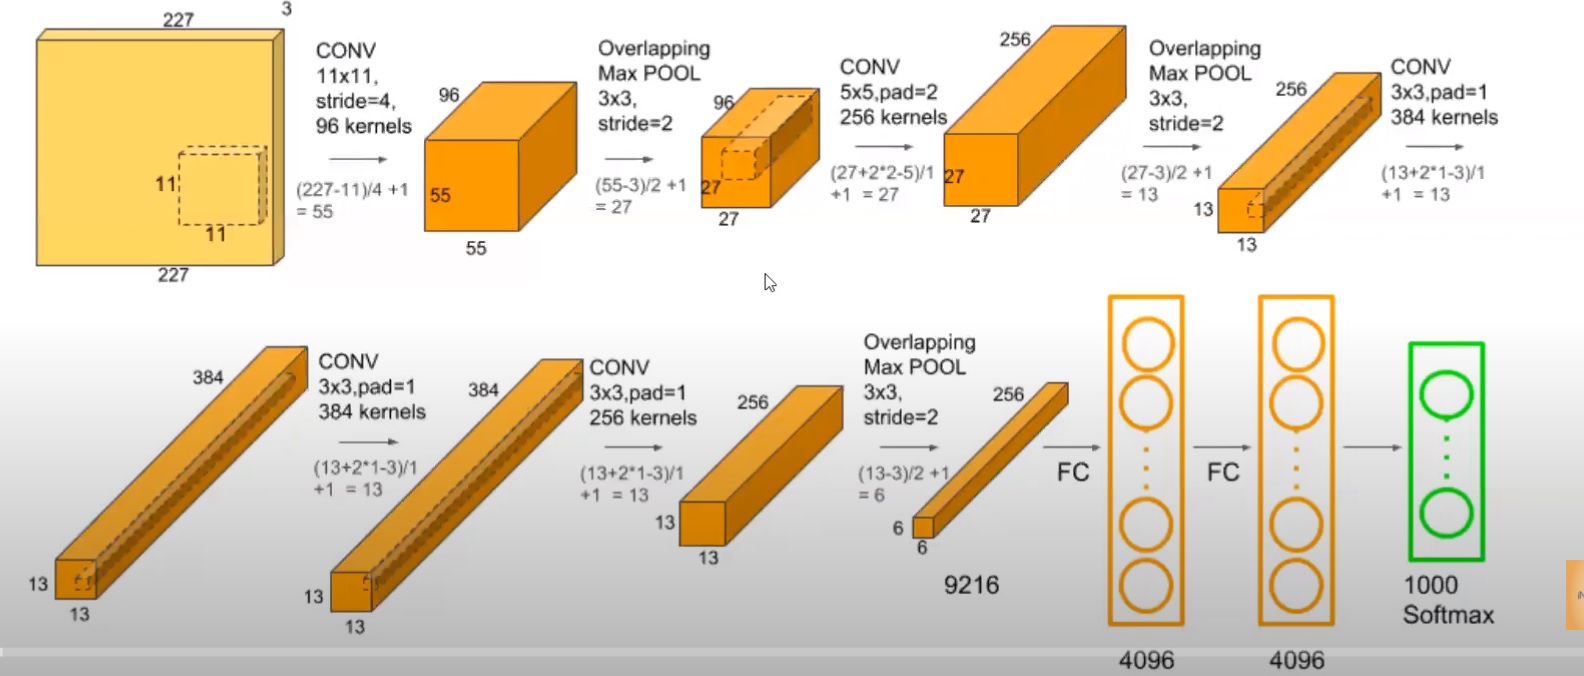 227
3
11
11
227
CONV
11x11,
stride=4,
96 kernels
(227-11)/4 +1
= 55
96
55
55
Overlapping
Max POOL
3x3,
stride=2
(55-3)/2 +1
= 27
96
27
27
CONV
5x5,pad=2
256 kernels
(27+2*2-5)/1
+1 = 27
256
27
27
Overlapping
Max POOL
3x3,
stride=2
(27-3)/2 +1
= 13
256
13
13
CONV
3x3,pad=1
384 kernels
(13+2*1-3)/1
+1 = 13
384
13
13
CONV
3x3,pad=1
384 kernels
(13+2*1-3)/1
+1 = 13
384
13
13
CONV
3x3,pad=1
256 kernels
(13+2*1-3)/1
+1 = 13
256
13
13
Overlapping
Max POOL
3x3,
stride=2
(13-3)/2 +1
= 6
256
6
6
9216
FC
4096
FC
4096
1000
Softmax